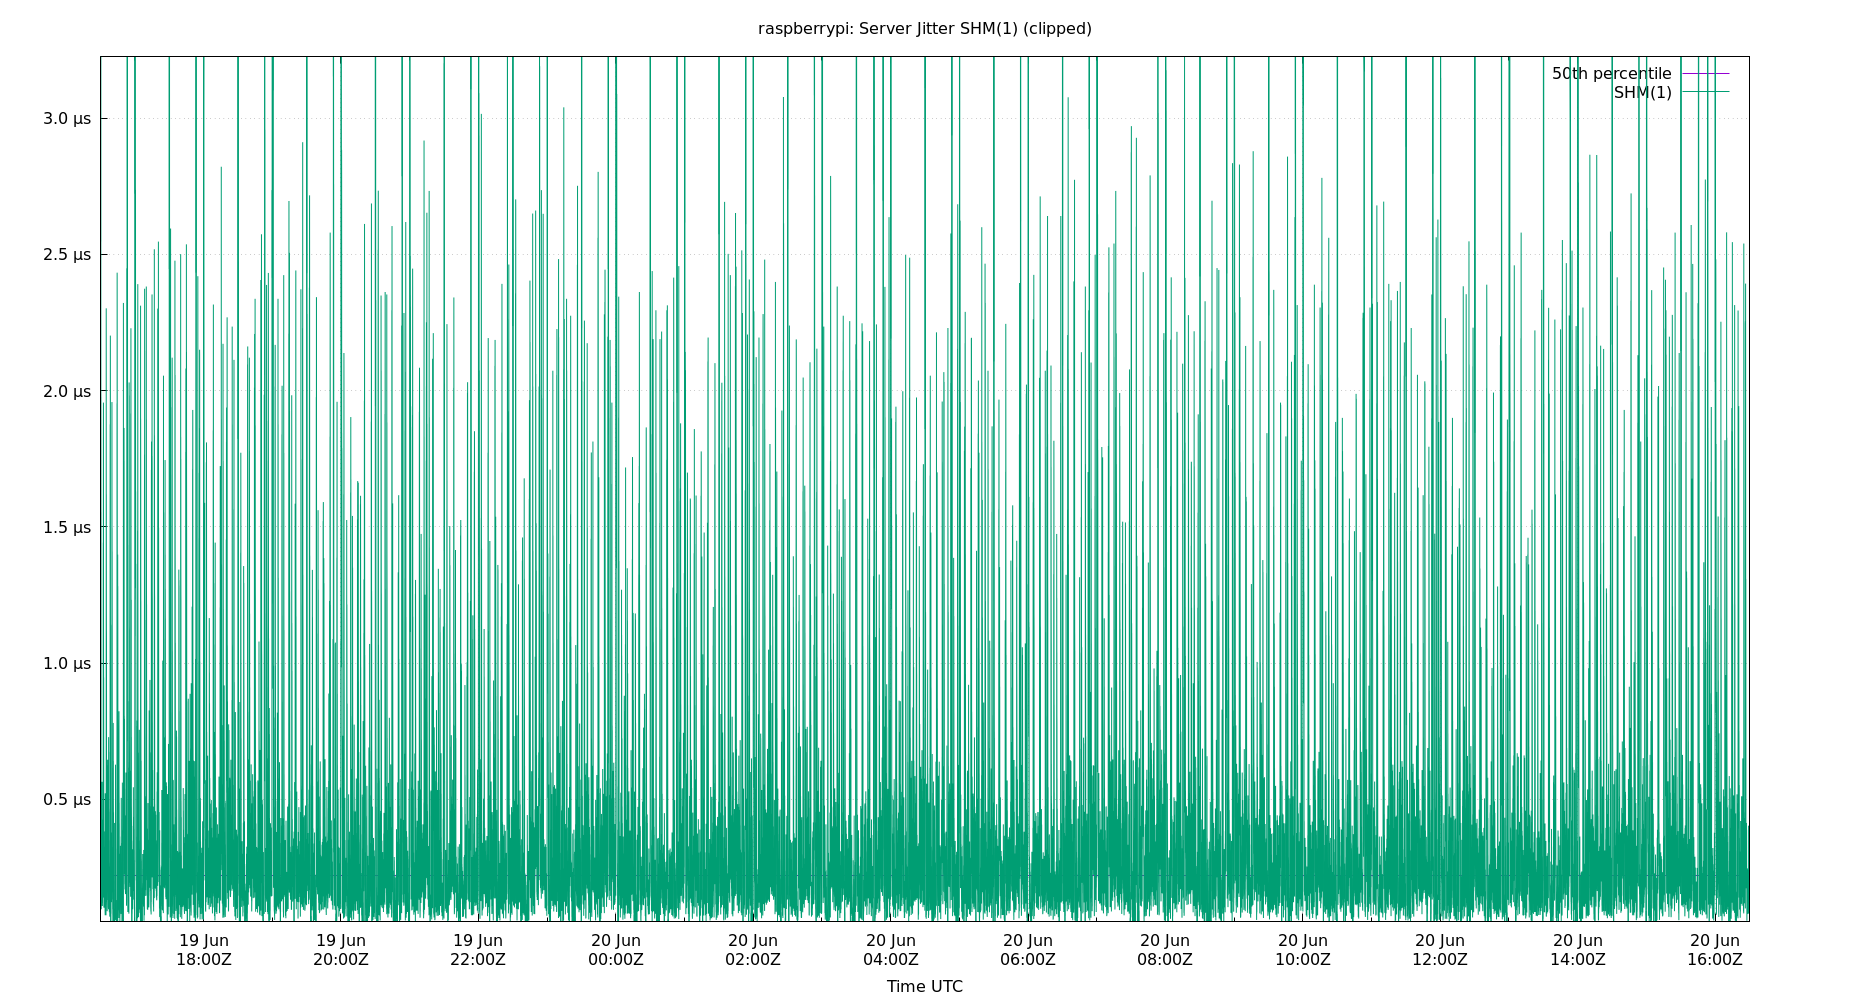 raspberrypi: Server Jitter SHM(1) (clipped)
50th percentile
SHM(1)
3.0 µs
2.5 µs
2.0 µs
1.5 µs
1.0 µs
0.5 µs
19 Jun 19 Jun 19 Jun 20 Jun 20 Jun 20 Jun 20 Jun 20 Jun 20 Jun 20 Jun 20 Jun 20 Jun
18:00Z 20:00Z 22:00Z 00:00Z 02:00Z 04:00Z 06:00Z 08:00Z 10:00Z 12:00Z 14:00Z 16:00Z
Time UTC